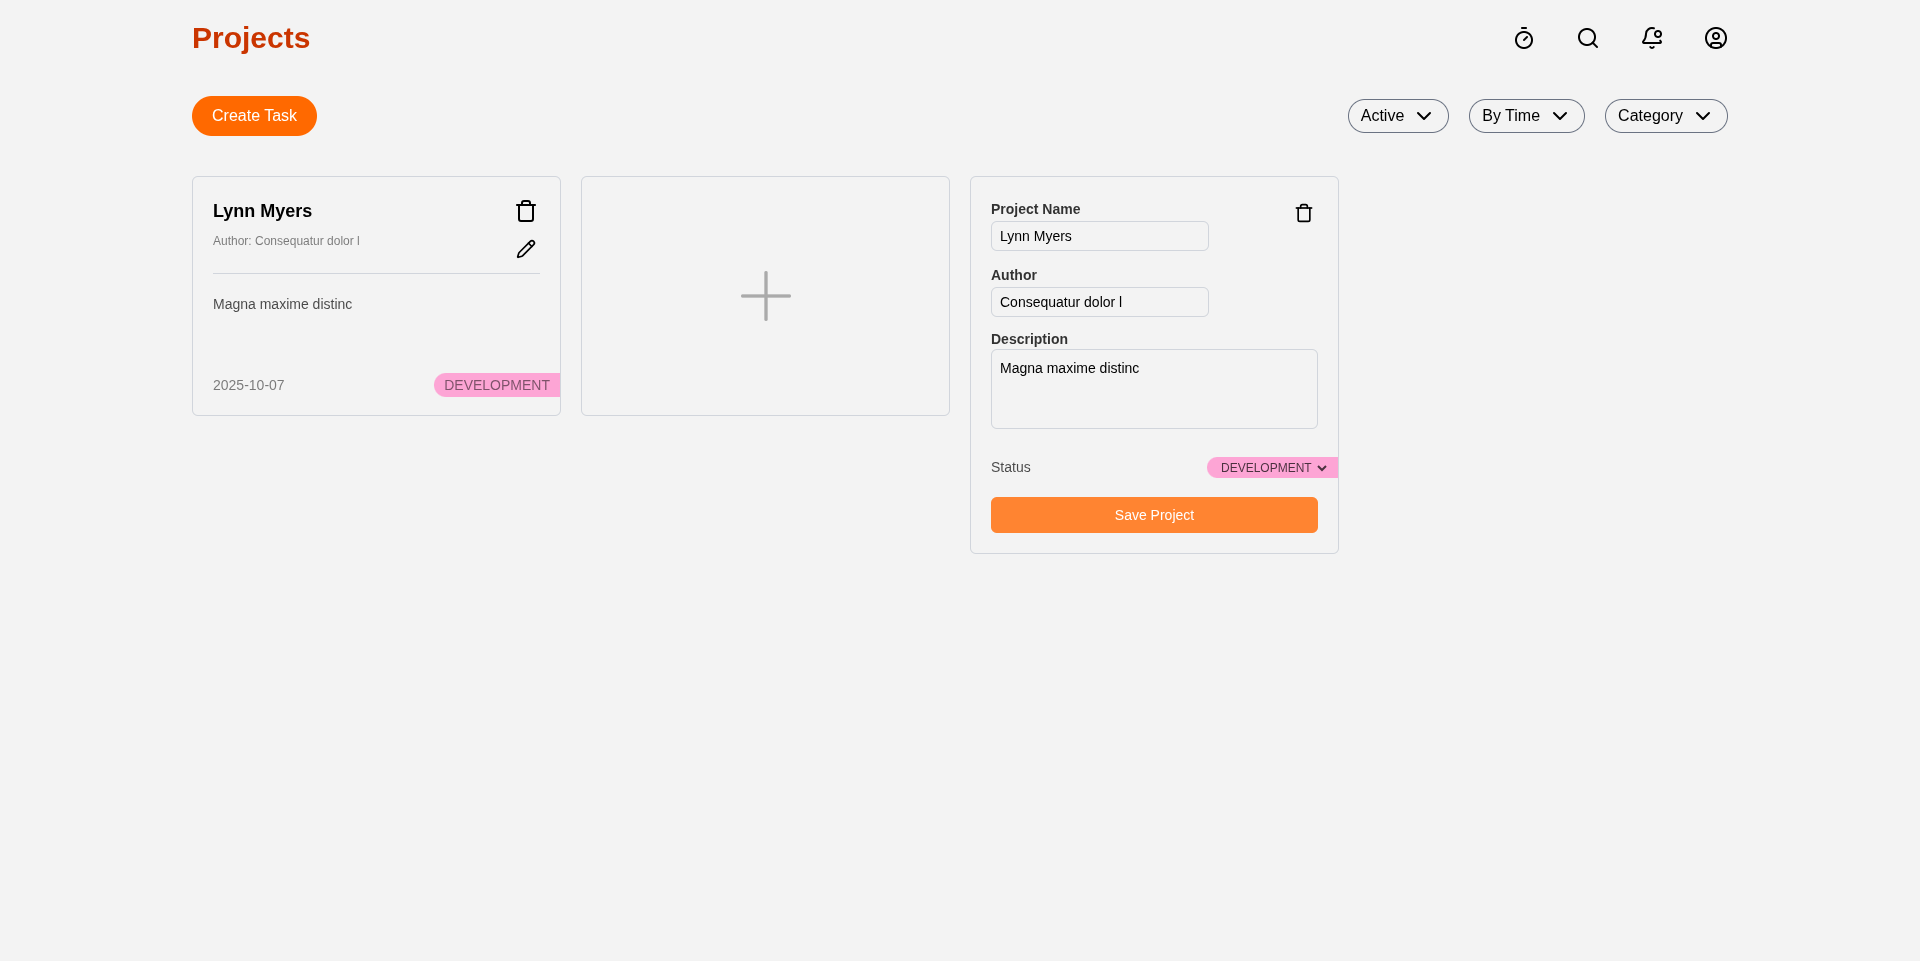 Projects
Create Task
Active
By Time
Category
Lynn Myers
Author: Consequatur dolor l
Magna maxime distinc
2025-10-07
DEVELOPMENT
Project Name
Lynn Myers
Author
Consequatur dolor l
Description
Magna maxime distinc
Status
DEVELOPMENT
Save Project